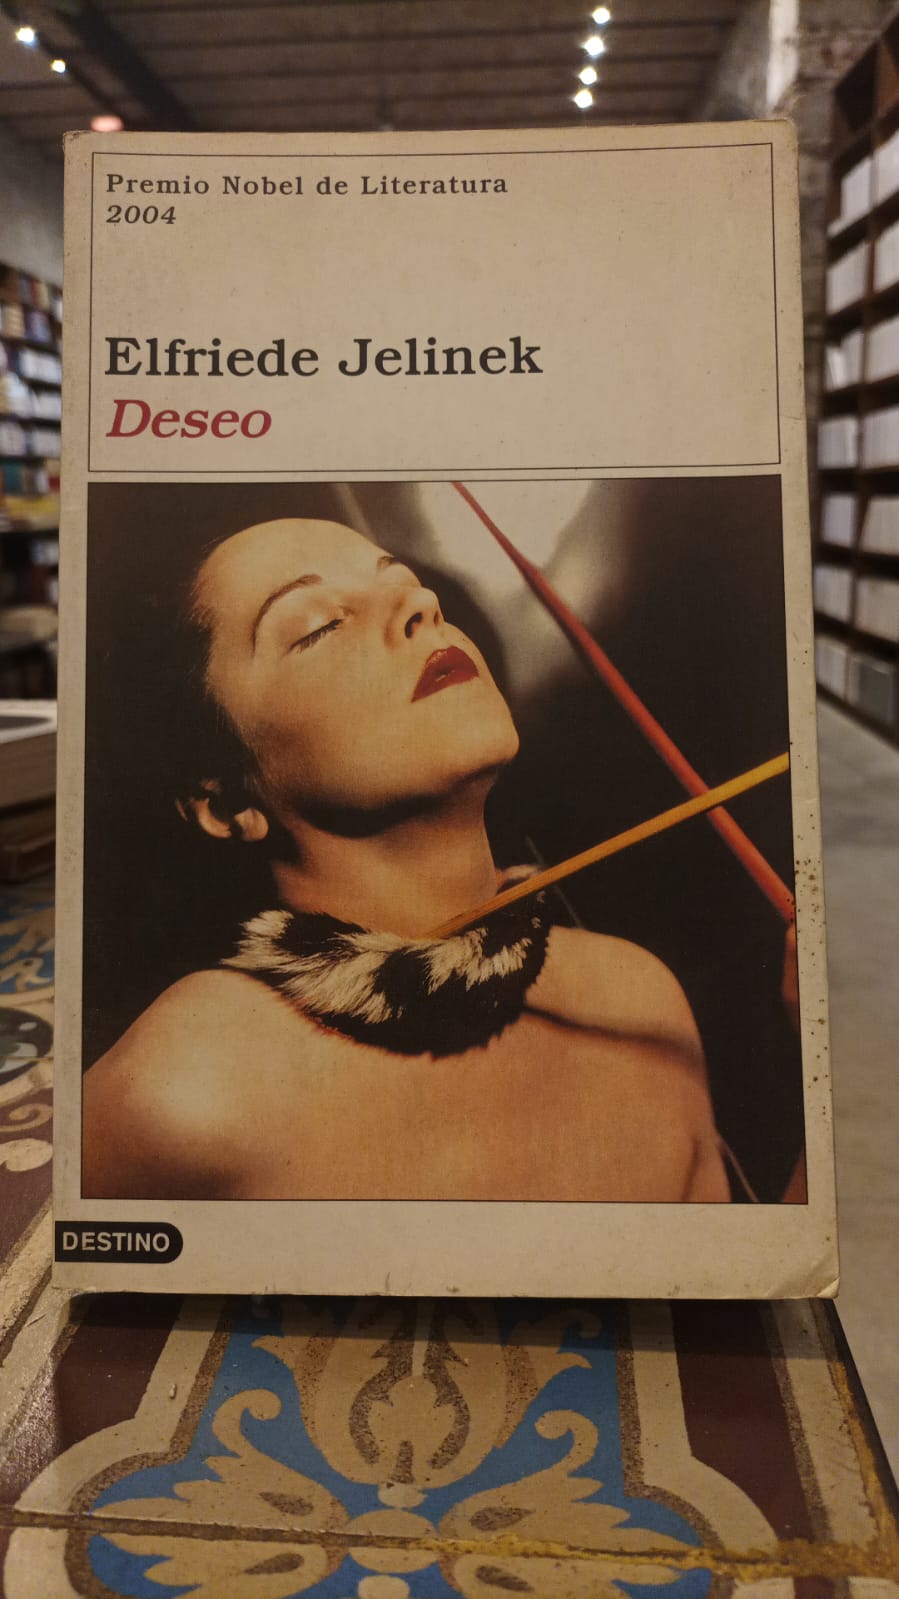 Premio Nobel de Literatura
2004
Elfriede Jelinek
Deseo
DESTINO